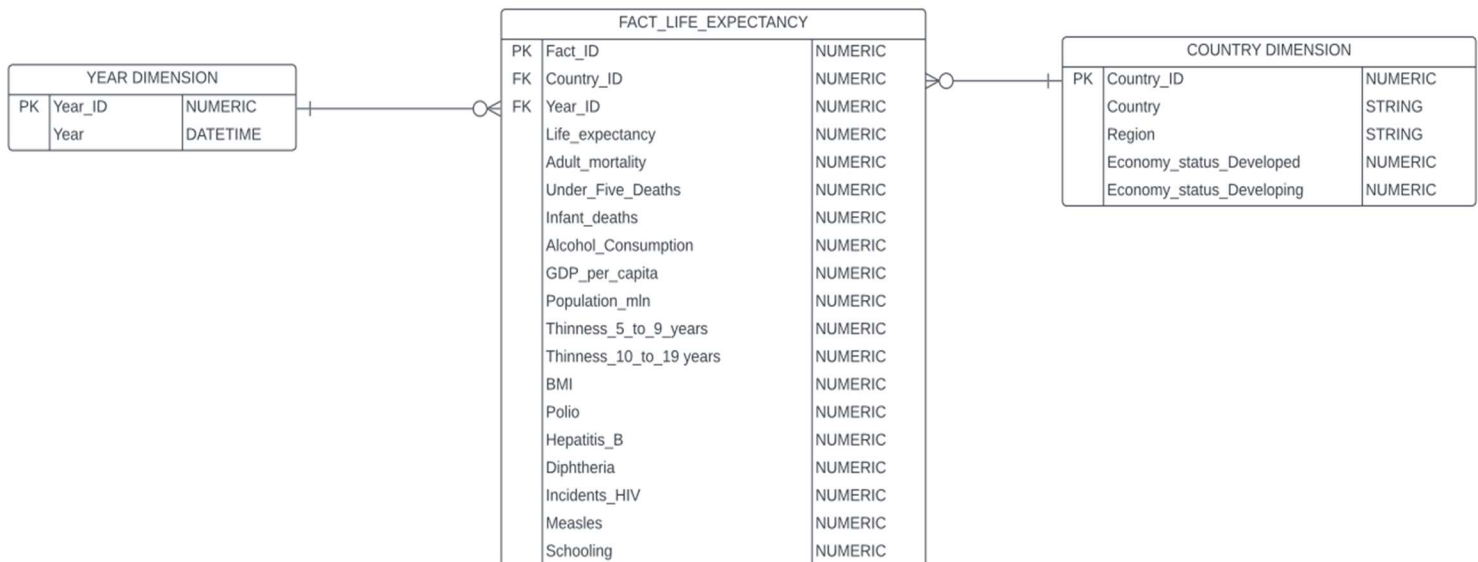 YEAR DIMENSION
PK Year_ID NUMERIC
Year DATETIME
FACT_LIFE_EXPECTANCY
PK Fact_ID NUMERIC
FK Country_ID NUMERIC
FK Year_ID NUMERIC
Life_expectancy NUMERIC
Adult_mortality NUMERIC
Under_Five_Deaths NUMERIC
Infant_deaths NUMERIC
Alcohol_Consumption NUMERIC
GDP_per_capita NUMERIC
Population_mln NUMERIC
Thinness_5_to_9_years NUMERIC
Thinness_10_to_19 years NUMERIC
BMI NUMERIC
Polio NUMERIC
Hepatitis_B NUMERIC
Diphtheria NUMERIC
Incidents_HIV NUMERIC
Measles NUMERIC
Schooling NUMERIC
COUNTRY DIMENSION
PK Country_ID NUMERIC
Country STRING
Region STRING
Economy_status_Developed NUMERIC
Economy_status_Developing NUMERIC